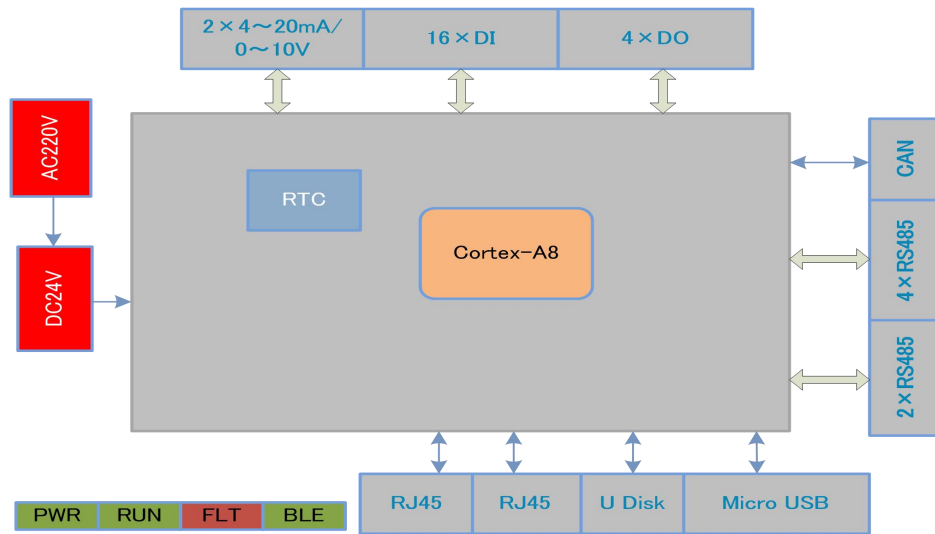 2×4～20mA/
0～10V
16×DI
4×DO
AC220V
DC24V
RTC
Cortex-A8
CAN
4×RS485
2×RS485
RJ45
RJ45
U Disk
Micro USB
PWR
RUN
FLT
BLE